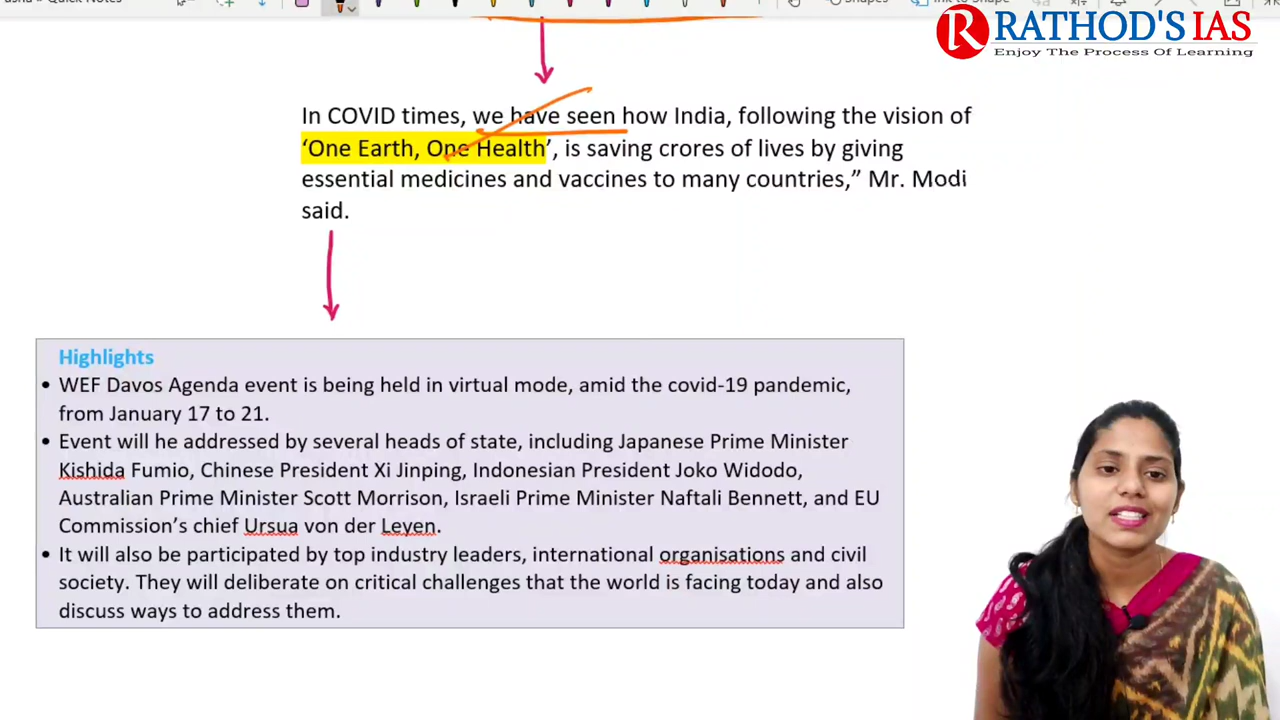 asha » Quick Notes
Shapes
Ink to Shape
R RATHOD'S IAS
Enjoy The Process Of Learning
In COVID times, we have seen how India, following the vision of
‘One Earth, One Health’, is saving crores of lives by giving
essential medicines and vaccines to many countries,” Mr. Modi
said.
Highlights
• WEF Davos Agenda event is being held in virtual mode, amid the covid-19 pandemic,
from January 17 to 21.
• Event will he addressed by several heads of state, including Japanese Prime Minister
Kishida Fumio, Chinese President Xi Jinping, Indonesian President Joko Widodo,
Australian Prime Minister Scott Morrison, Israeli Prime Minister Naftali Bennett, and EU
Commission’s chief Ursua von der Leyen.
• It will also be participated by top industry leaders, international organisations and civil
society. They will deliberate on critical challenges that the world is facing today and also
discuss ways to address them.